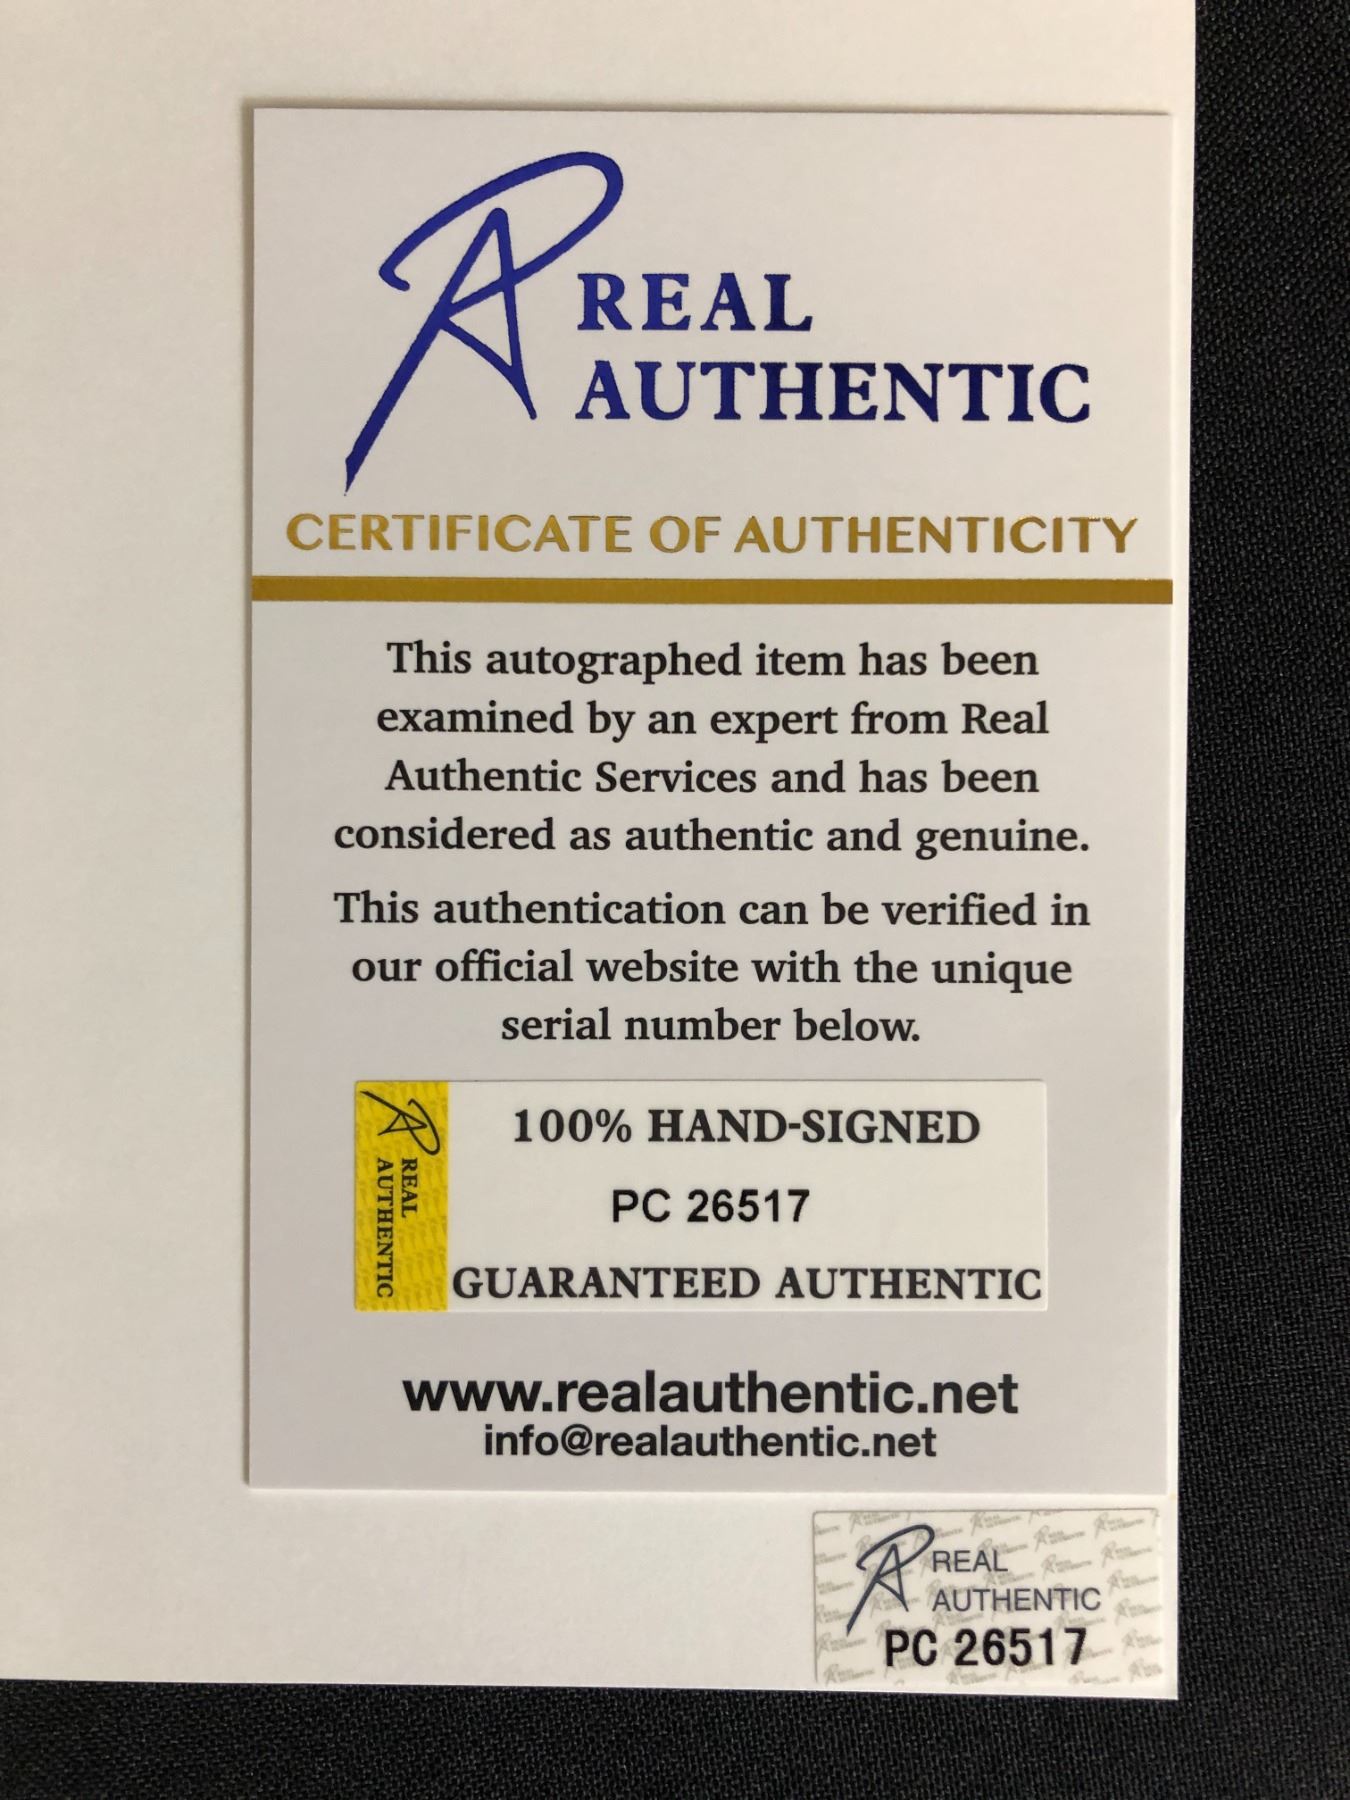 REAL
AUTHENTIC
CERTIFICATE OF AUTHENTICITY
This autographed item has been
examined by an expert from Real
Authentic Services and has been
considered as authentic and genuine.
This authentication can be verified in
our official website with the unique
serial number below.
REAL
AUTHENTIC
100% HAND-SIGNED
PC 26517
GUARANTEED AUTHENTIC
www.realauthentic.net
info@realauthentic.net
REAL
AUTHENTIC
PC 26517